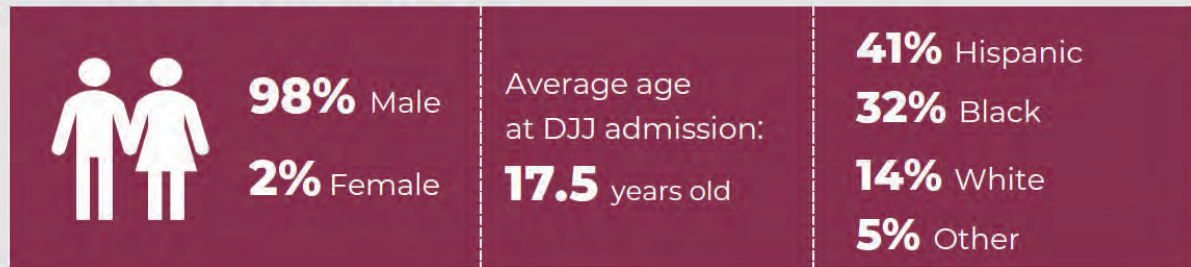 98% Male
2% Female
Average age
at DJJ admission:
17.5 years old
41% Hispanic
32% Black
14% White
5% Other